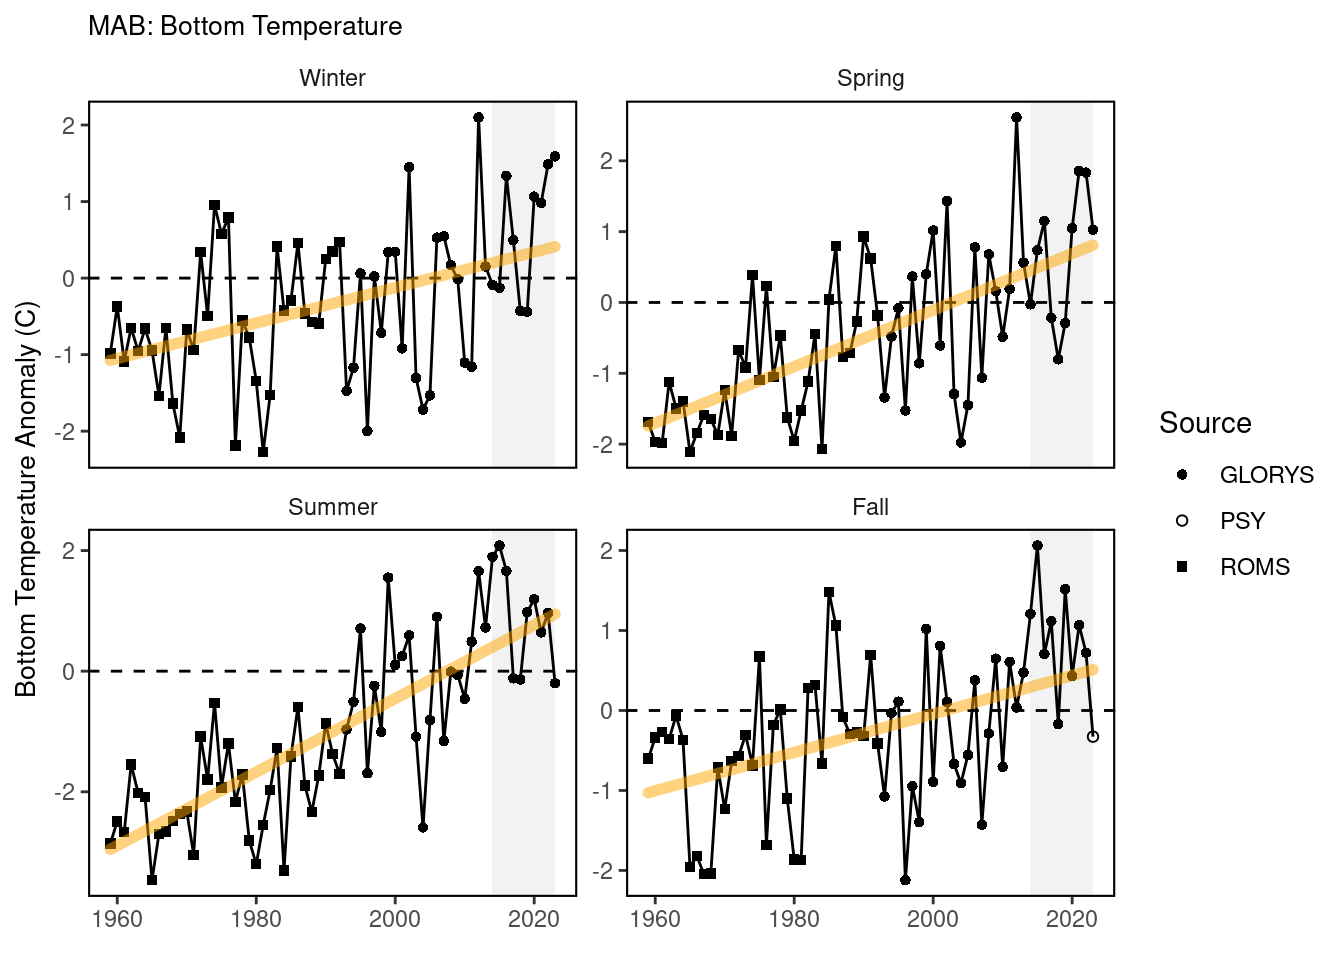 MAB: Bottom Temperature
Winter
Spring
2
1
0
-1
-2
2
1
0
-1
-2
Bottom Temperature Anomaly (C)
Summer
Fall
2
0
-2
2
1
0
-1
-2
1960 1980 2000 2020
1960 1980 2000 2020
Source
GLORYS
PSY
ROMS